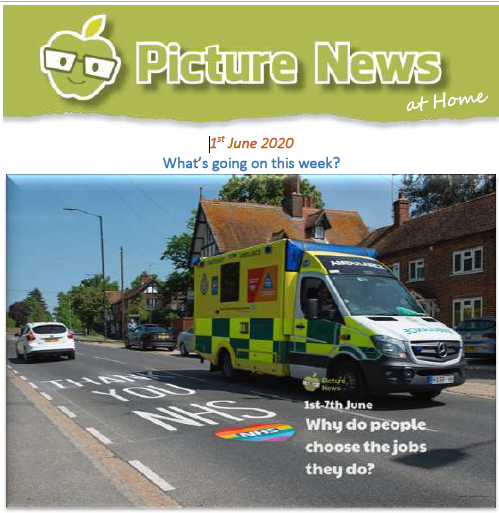 Picture News
at Home
1st June 2020
What's going on this week?
AMBULANCE
THANK
YOU
NHS
NHS
Picture
News
1st-7th June
Why do people
choose the jobs
they do?